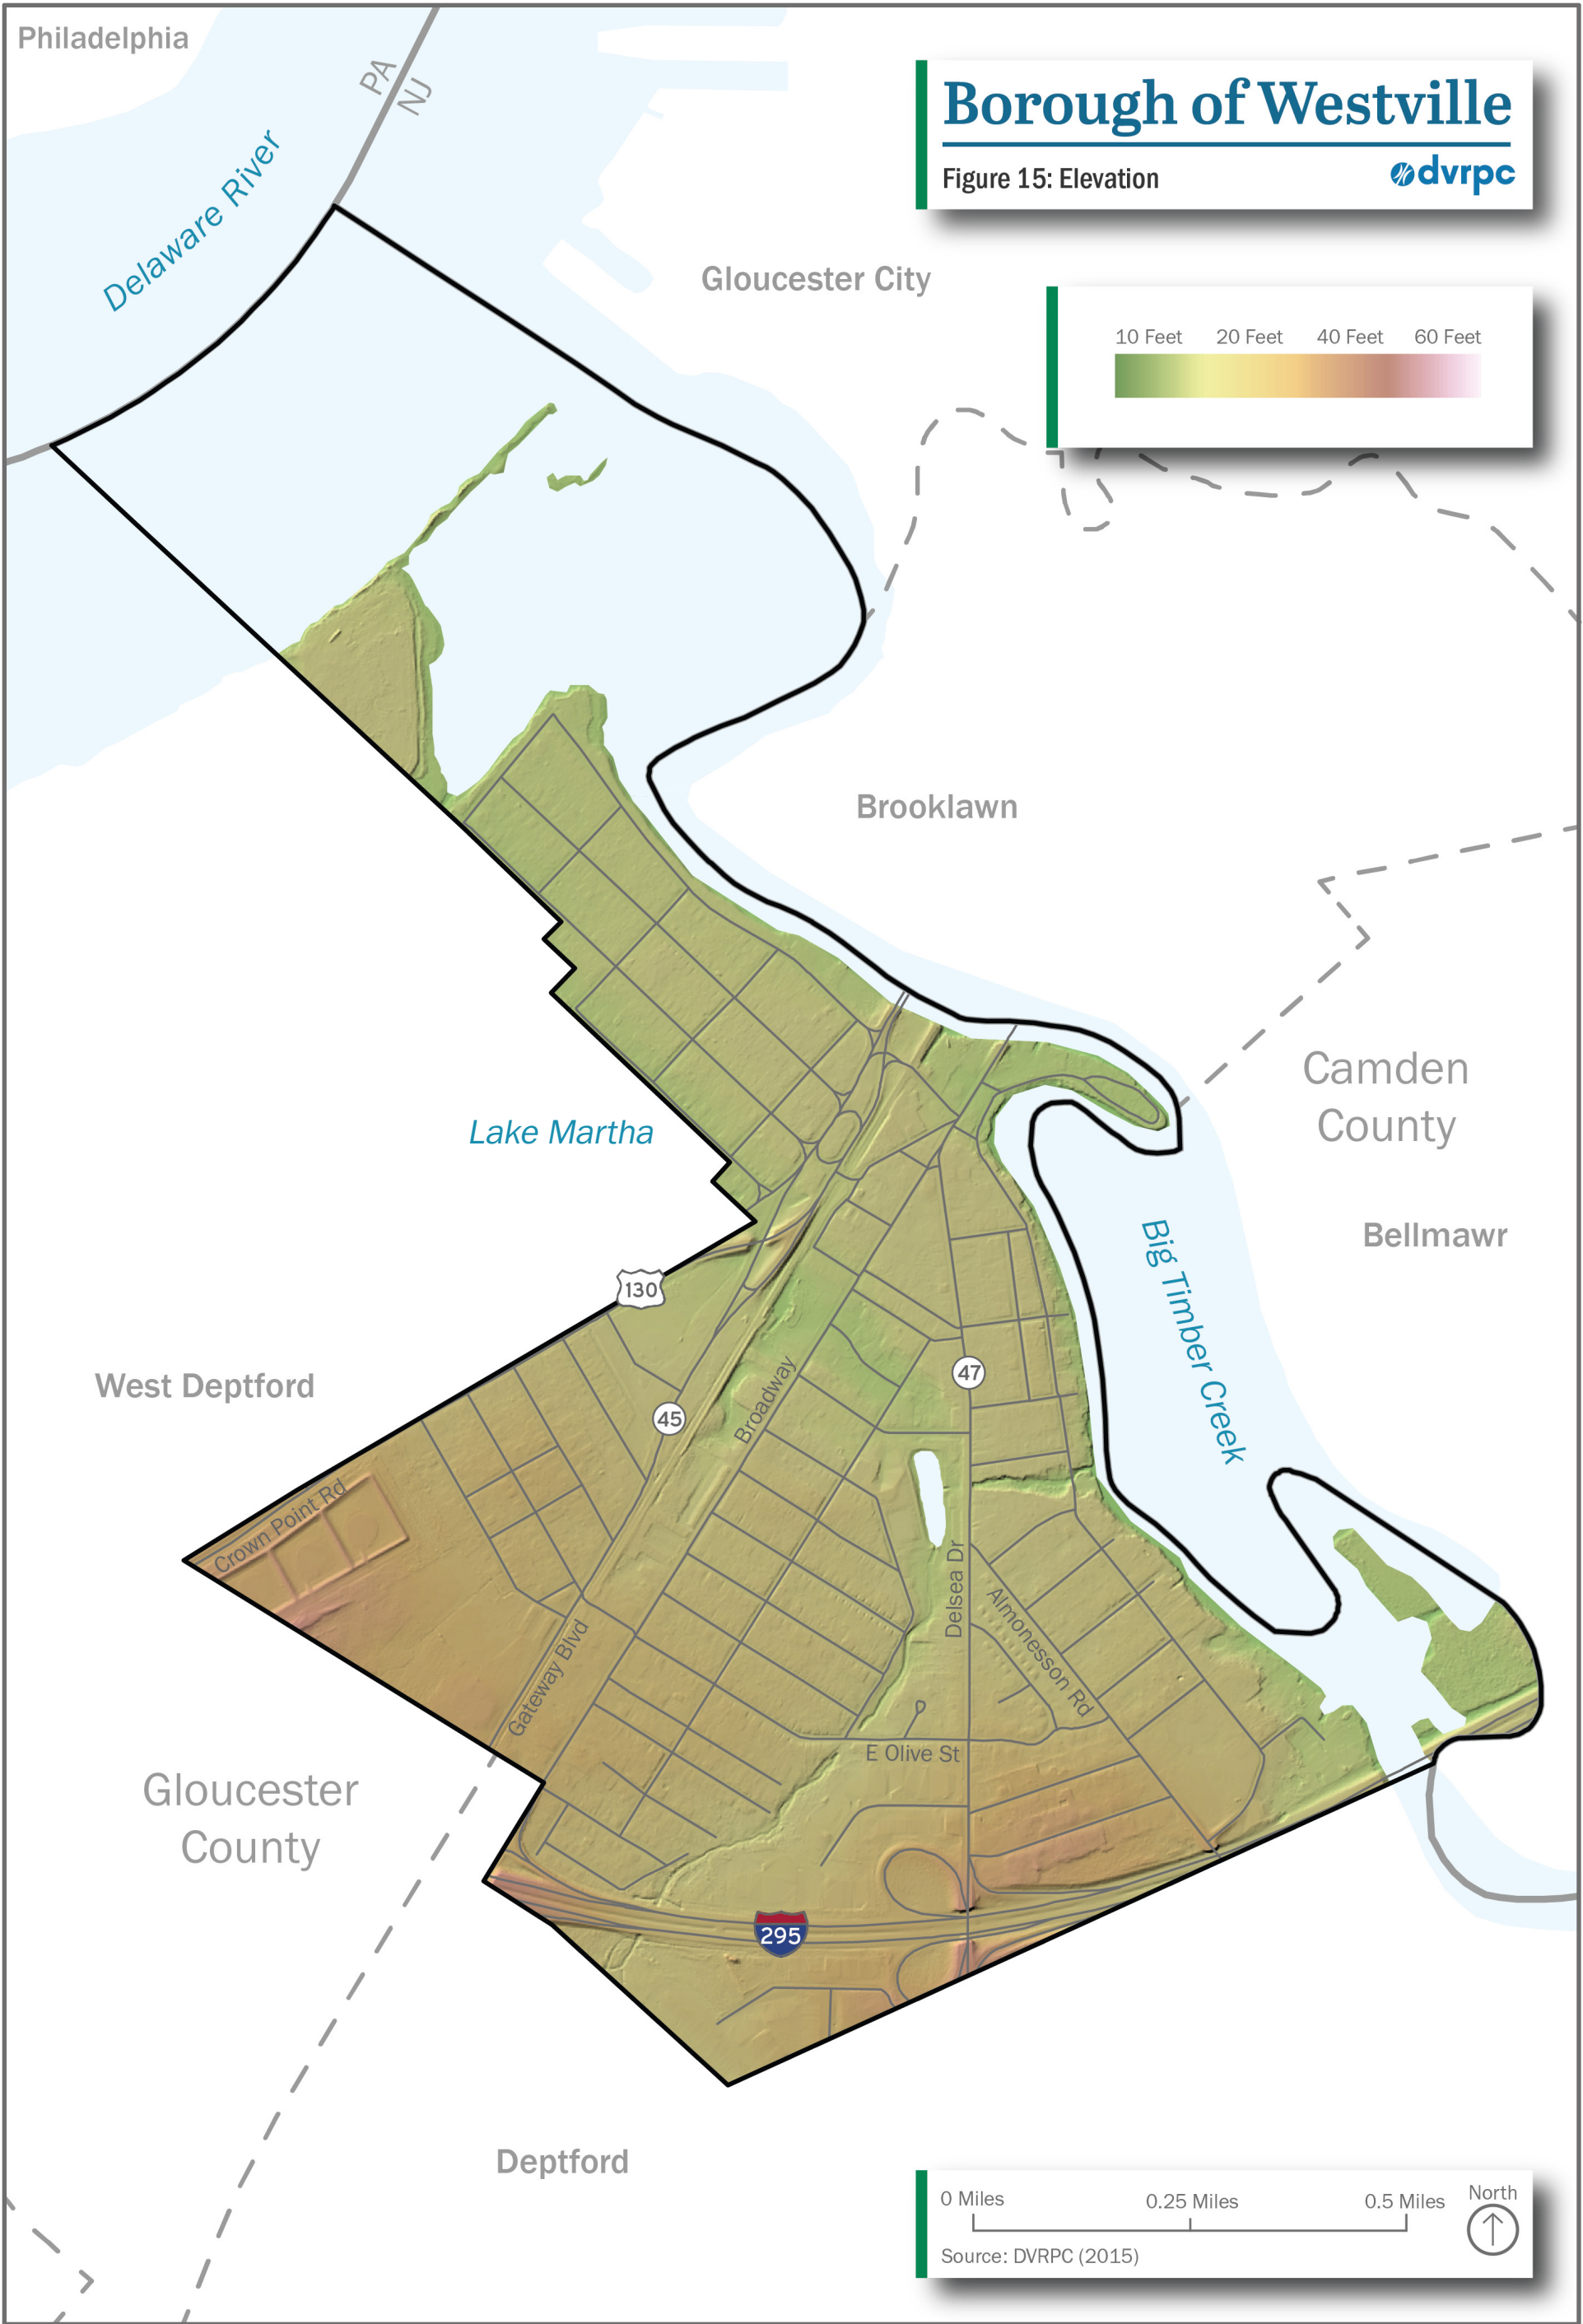 Philadelphia
PA
NJ
Borough of Westville
Figure 15: Elevation
dvrpc
Delaware River
Gloucester City
10 Feet 20 Feet 40 Feet 60 Feet
Brooklawn
Camden
County
Lake Martha
Bellmawr
Big Timber Creek
130
West Deptford
47
45
Broadway
Crown Point Rd
Delsea Dr
Almonesson Rd
Gateway Blvd
E Olive St
Gloucester
County
295
Deptford
0 Miles 0.25 Miles 0.5 Miles
North
Source: DVRPC (2015)